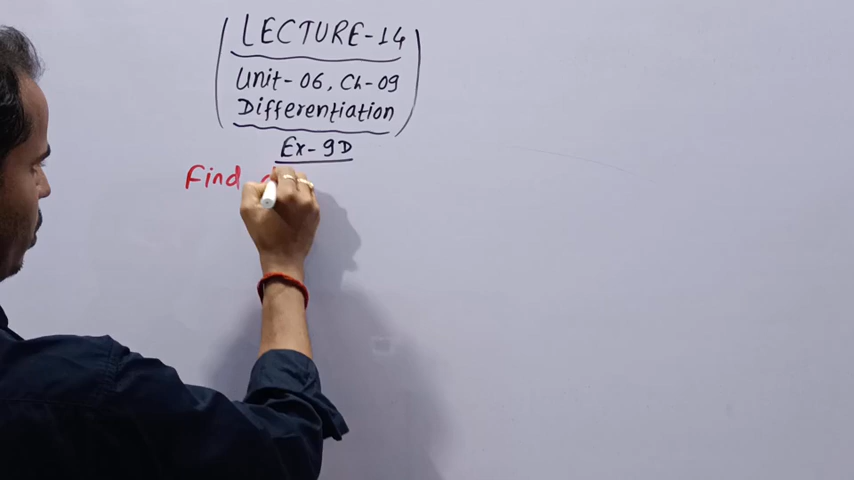 LECTURE-14
Unit-06, Ch-09
Differentiation
Ex-9D
Find